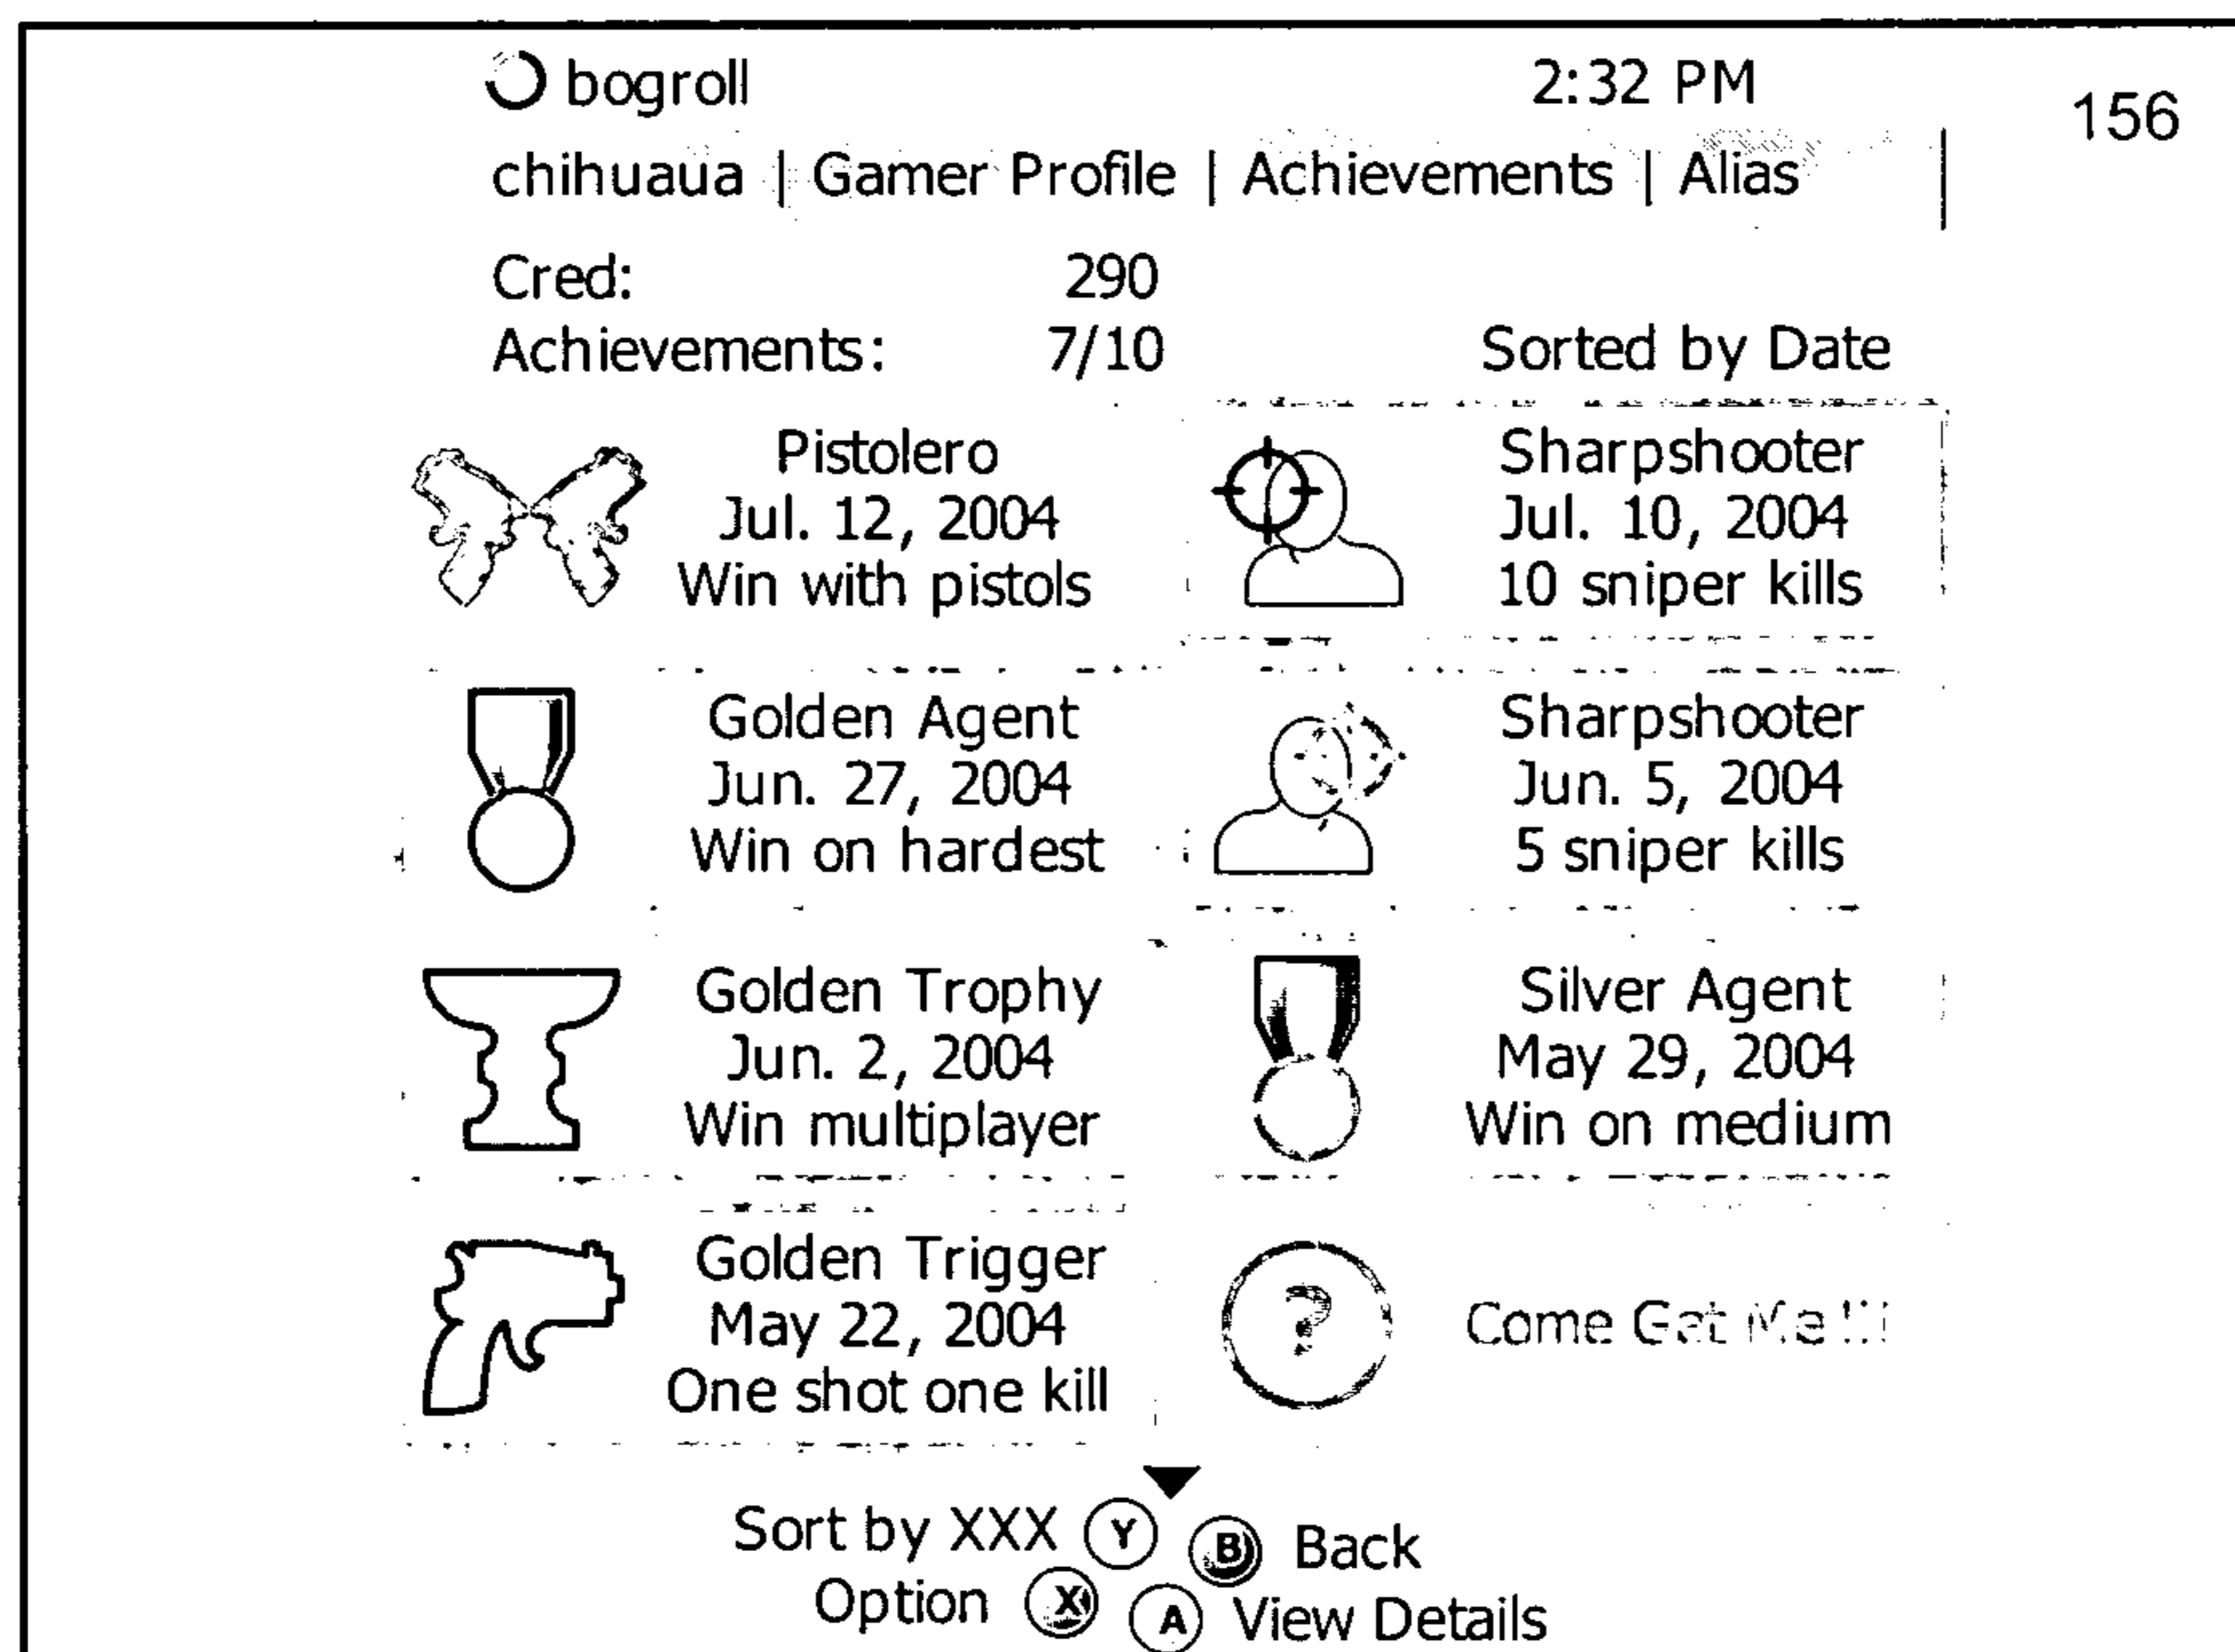 bogroll 2:32 PM
156
chihuaua | Gamer Profile | Achievements | Alias
Cred: 290
Achievements: 7/10 Sorted by Date
Pistolero
Jul. 12, 2004
Win with pistols
Sharpshooter
Jul. 10, 2004
10 sniper kills
Golden Agent
Jun. 27, 2004
Win on hardest
Sharpshooter
Jun. 5, 2004
5 sniper kills
Golden Trophy
Jun. 2, 2004
Win multiplayer
Silver Agent
May 29, 2004
Win on medium
Golden Trigger
May 22, 2004
One shot one kill
?
Come Get Me!!!
Sort by XXX Y B Back
Option X A View Details